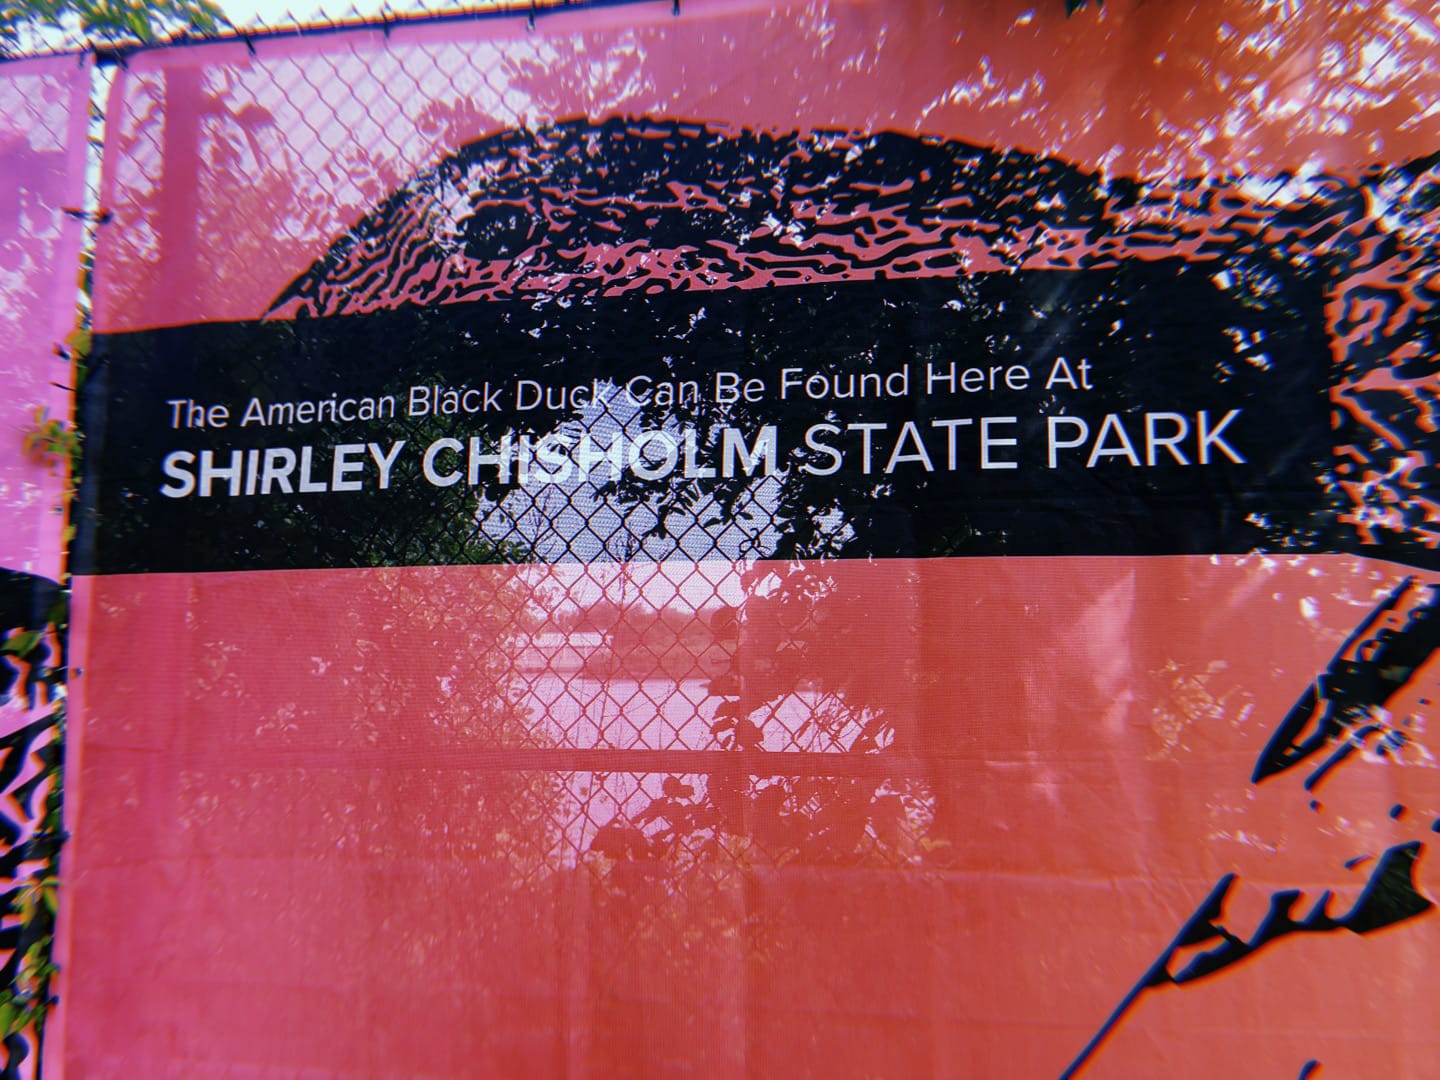 The American Black Duck Can Be Found Here At
SHIRLEY CHISHOLM STATE PARK